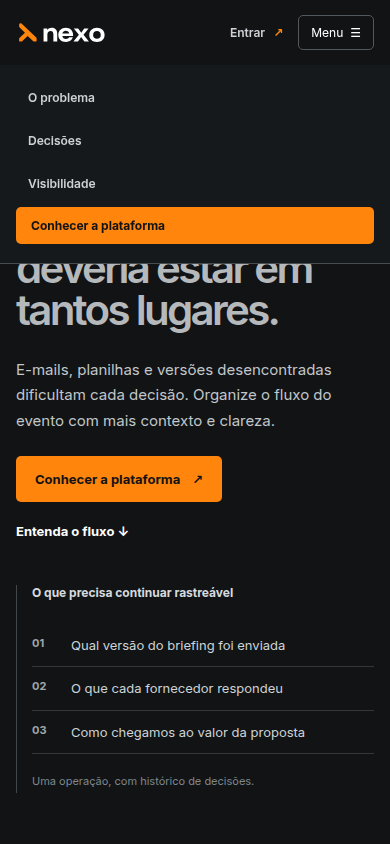 nexo
Entrar ↗
Menu ☰
O problema
Decisões
Visibilidade
Conhecer a plataforma
deveria estar em
tantos lugares.
E-mails, planilhas e versões desencontradas
dificultam cada decisão. Organize o fluxo do
evento com mais contexto e clareza.
Conhecer a plataforma ↗
Entenda o fluxo ↓
O que precisa continuar rastreável
01 Qual versão do briefing foi enviada
02 O que cada fornecedor respondeu
03 Como chegamos ao valor da proposta
Uma operação, com histórico de decisões.